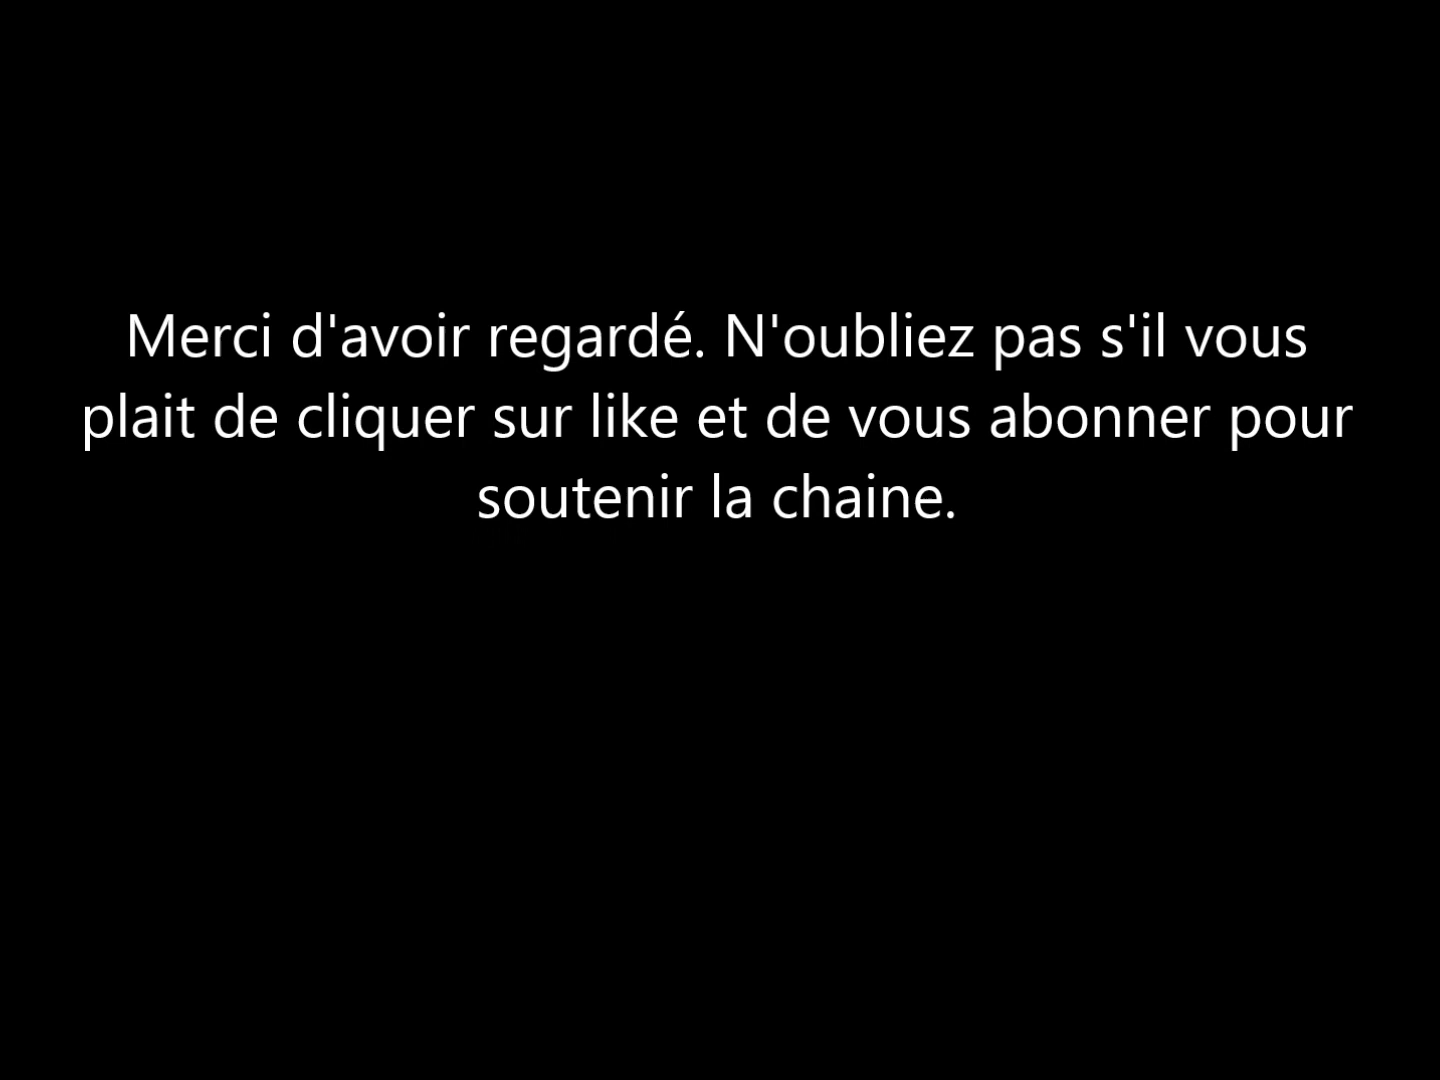 Merci d'avoir regardé. N'oubliez pas s'il vous
plait de cliquer sur like et de vous abonner pour
soutenir la chaine.